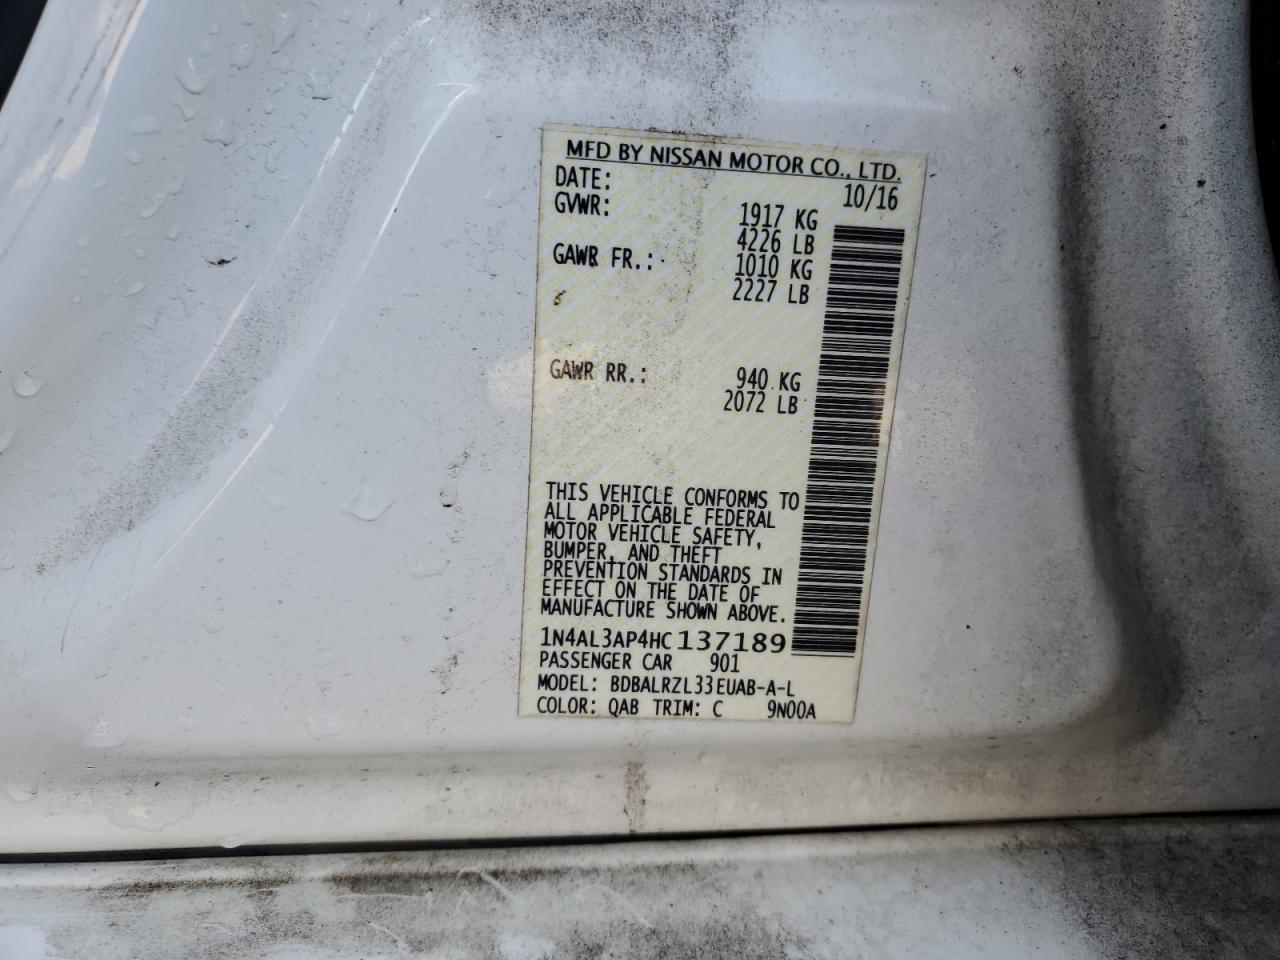 MFD BY NISSAN MOTOR CO., LTD.
DATE: 10/16
GVWR: 1917 KG
4226 LB
GAWR FR.: 1010 KG
2227 LB
GAWR RR.: 940 KG
2072 LB
THIS VEHICLE CONFORMS TO
ALL APPLICABLE FEDERAL
MOTOR VEHICLE SAFETY,
BUMPER, AND THEFT
PREVENTION STANDARDS IN
EFFECT ON THE DATE OF
MANUFACTURE SHOWN ABOVE.
1N4AL3AP4HC137189
PASSENGER CAR 901
MODEL: BDBALRZL33EUAB-A-L
COLOR: QAB TRIM: C 9N00A